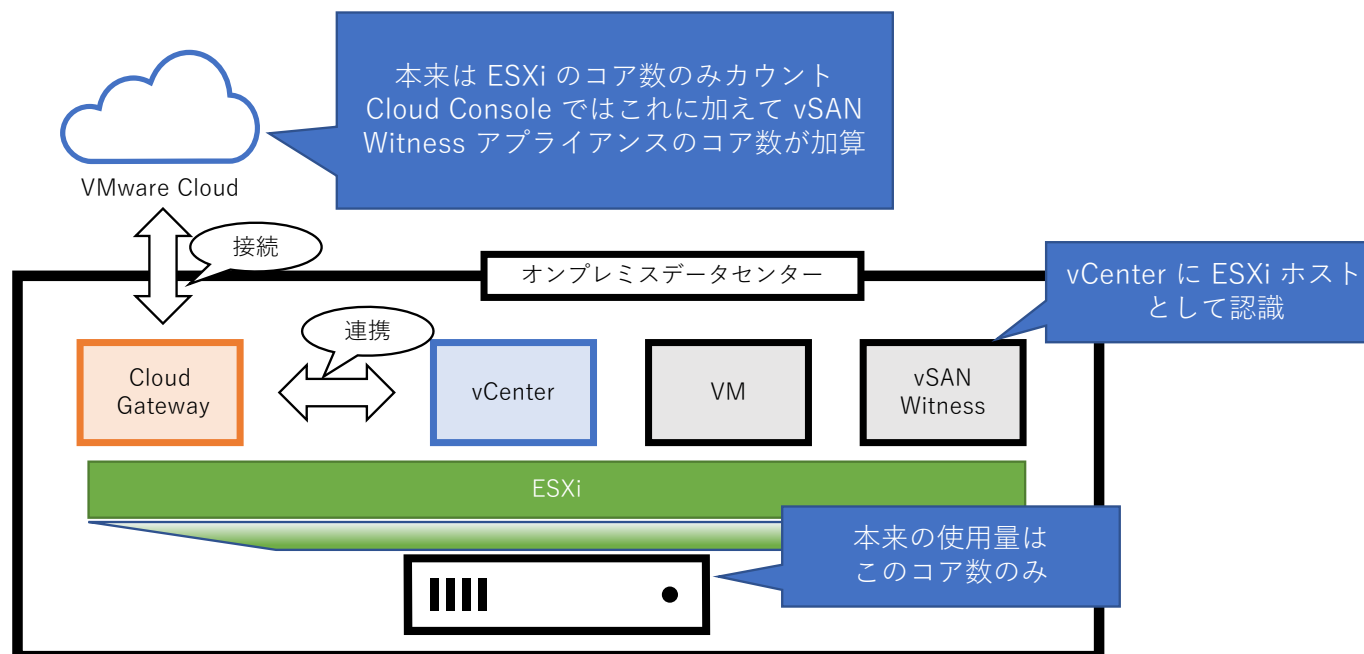 本来は ESXi のコア数のみカウント
Cloud Console ではこれに加えて vSAN
Witness アプライアンスのコア数が加算
VMware Cloud
接続
オンプレミスデータセンター
vCenter に ESXi ホスト
として認識
連携
Cloud
Gateway
vCenter
VM
vSAN
Witness
ESXi
本来の使用量は
このコア数のみ